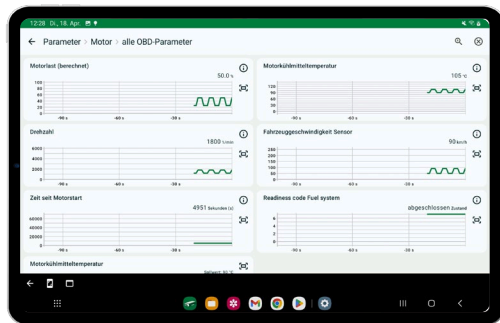 12:28 Di., 18. Apr.
Parameter > Motor > alle OBD-Parameter
Motorlast (berechnet)
50.0 %
100
80
60
40
20
0
-90 s -60 s -30 s
Motorkühlmitteltemperatur
105 °C
120
90
60
30
0
-90 s -60 s -30 s
Drehzahl
1800 U/min
6000
4000
2000
0
-90 s -60 s -30 s
Fahrzeuggeschwindigkeit Sensor
90 km/h
250
200
150
100
50
0
-90 s -60 s -30 s
Zeit seit Motorstart
4951 Sekunden (s)
60000
40000
20000
0
-90 s -60 s -30 s
Readiness code Fuel system
abgeschlossen Zustand
6
4
2
0
-90 s -60 s -30 s
Motorkühlmitteltemperatur